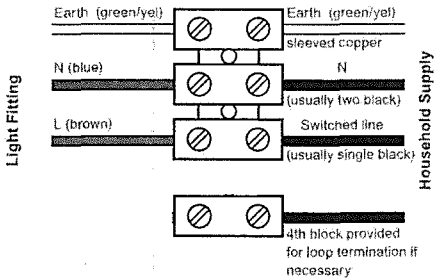 Earth (green/yel)
Earth (green/yel)
sleeved copper
N (blue)
N
(usually two black)
L (brown)
Switched line
(usually single black)
4th block provided
for loop termination if
necessary
Light Fitting
Household Supply